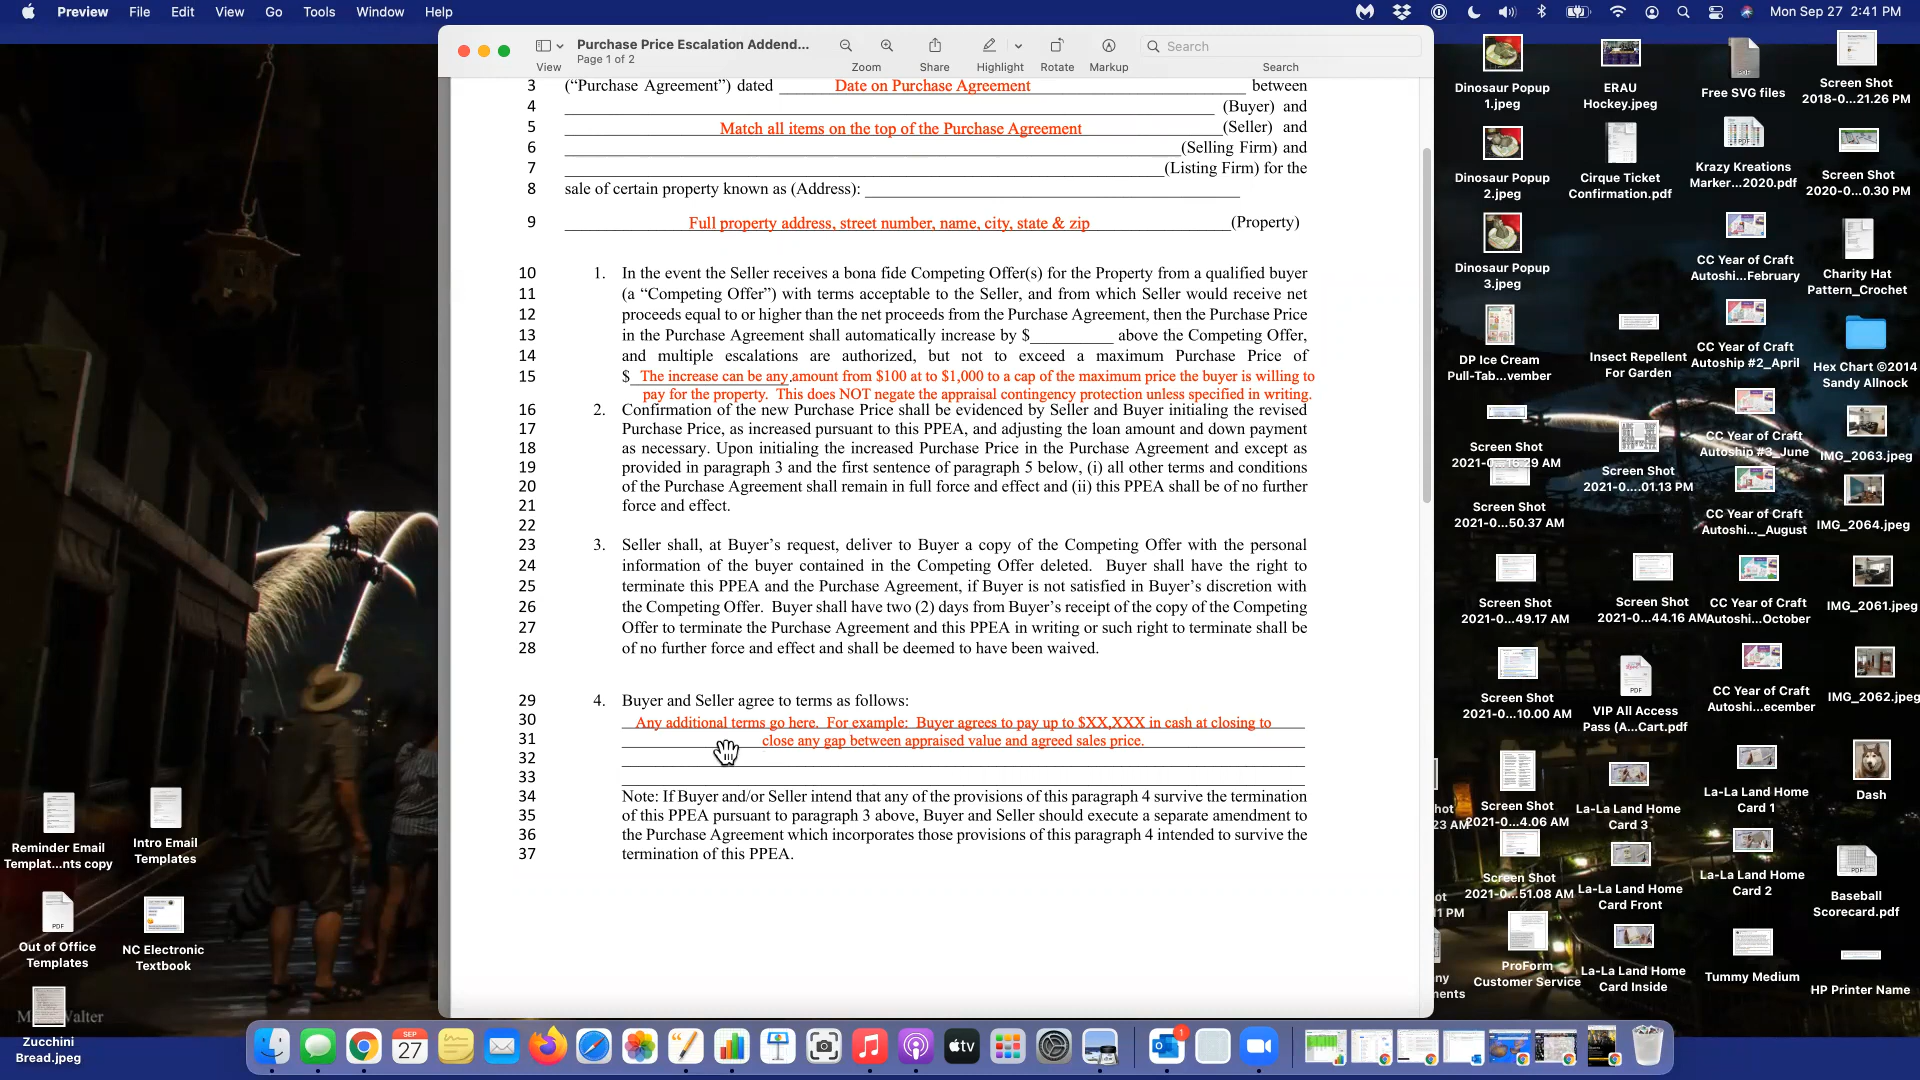 Preview File Edit View Go Tools Window Help
Mon Sep 27 2:41 PM
Purchase Price Escalation Addend...
Page 1 of 2
View
Zoom
Share
Highlight
Rotate
Markup
Search
Search
3 (“Purchase Agreement”) dated Date on Purchase Agreement between
4 (Buyer) and
5 Match all items on the top of the Purchase Agreement (Seller) and
6 (Selling Firm) and
7 (Listing Firm) for the
8 sale of certain property known as (Address):
9 Full property address, street number, name, city, state & zip (Property)
10 1. In the event the Seller receives a bona fide Competing Offer(s) for the Property from a qualified buyer
11 (a “Competing Offer”) with terms acceptable to the Seller, and from which Seller would receive net
12 proceeds equal to or higher than the net proceeds from the Purchase Agreement, then the Purchase Price
13 in the Purchase Agreement shall automatically increase by $__________ above the Competing Offer,
14 and multiple escalations are authorized, but not to exceed a maximum Purchase Price of
15 $ The increase can be any amount from $100 at to $1,000 to a cap of the maximum price the buyer is willing to
pay for the property. This does NOT negate the appraisal contingency protection unless specified in writing.
16 2. Confirmation of the new Purchase Price shall be evidenced by Seller and Buyer initialing the revised
17 Purchase Price, as increased pursuant to this PPEA, and adjusting the loan amount and down payment
18 as necessary. Upon initialing the increased Purchase Price in the Purchase Agreement and except as
19 provided in paragraph 3 and the first sentence of paragraph 5 below, (i) all other terms and conditions
20 of the Purchase Agreement shall remain in full force and effect and (ii) this PPEA shall be of no further
21 force and effect.
22
23 3. Seller shall, at Buyer’s request, deliver to Buyer a copy of the Competing Offer with the personal
24 information of the buyer contained in the Competing Offer deleted. Buyer shall have the right to
25 terminate this PPEA and the Purchase Agreement, if Buyer is not satisfied in Buyer’s discretion with
26 the Competing Offer. Buyer shall have two (2) days from Buyer’s receipt of the copy of the Competing
27 Offer to terminate the Purchase Agreement and this PPEA in writing or such right to terminate shall be
28 of no further force and effect and shall be deemed to have been waived.
29 4. Buyer and Seller agree to terms as follows:
30 Any additional terms go here. For example: Buyer agrees to pay up to $XX,XXX in cash at closing to
31 close any gap between appraised value and agreed sales price.
32
33
34 Note: If Buyer and/or Seller intend that any of the provisions of this paragraph 4 survive the termination
35 of this PPEA pursuant to paragraph 3 above, Buyer and Seller should execute a separate amendment to
36 the Purchase Agreement which incorporates those provisions of this paragraph 4 intended to survive the
37 termination of this PPEA.
Reminder Email
Templat...nts copy
Intro Email
Templates
PDF
Out of Office
Templates
NC Electronic
Textbook
Zucchini
Bread.jpeg
Dinosaur Popup
1.jpeg
Dinosaur Popup
2.jpeg
Dinosaur Popup
3.jpeg
DP Ice Cream
Pull-Tab...vember
Screen Shot
2021-0...16.29 AM
Screen Shot
2021-0...50.37 AM
Screen Shot
2021-0...49.17 AM
Screen Shot
2021-0...10.00 AM
Screen Shot
2021-0...4.06 AM
Screen Shot
2021-0...51.08 AM
ProForm
Customer Service
ERAU
Hockey.jpeg
Cirque Ticket
Confirmation.pdf
Insect Repellent
For Garden
Screen Shot
2021-0....01.13 PM
Screen Shot
2021-0...44.16 AM
PDF
VIP All Access
Pass (A...Cart.pdf
La-La Land Home
Card 3
La-La Land Home
Card Front
La-La Land Home
Card Inside
Free SVG files
Krazy Kreations
Marker...2020.pdf
CC Year of Craft
Autoshi...February
CC Year of Craft
Autoship #2_April
CC Year of Craft
Autoship #3_June
CC Year of Craft
Autoshi..._August
CC Year of Craft
Autoshi...October
CC Year of Craft
Autoshi...ecember
La-La Land Home
Card 1
La-La Land Home
Card 2
Tummy Medium
Screen Shot
2018-0...21.26 PM
Screen Shot
2020-0...0.30 PM
Charity Hat
Pattern_Crochet
Hex Chart ©2014
Sandy Allnock
IMG_2063.jpeg
IMG_2064.jpeg
IMG_2061.jpeg
IMG_2062.jpeg
Dash
PDF
Baseball
Scorecard.pdf
HP Printer Name
SEP
27
tv
1